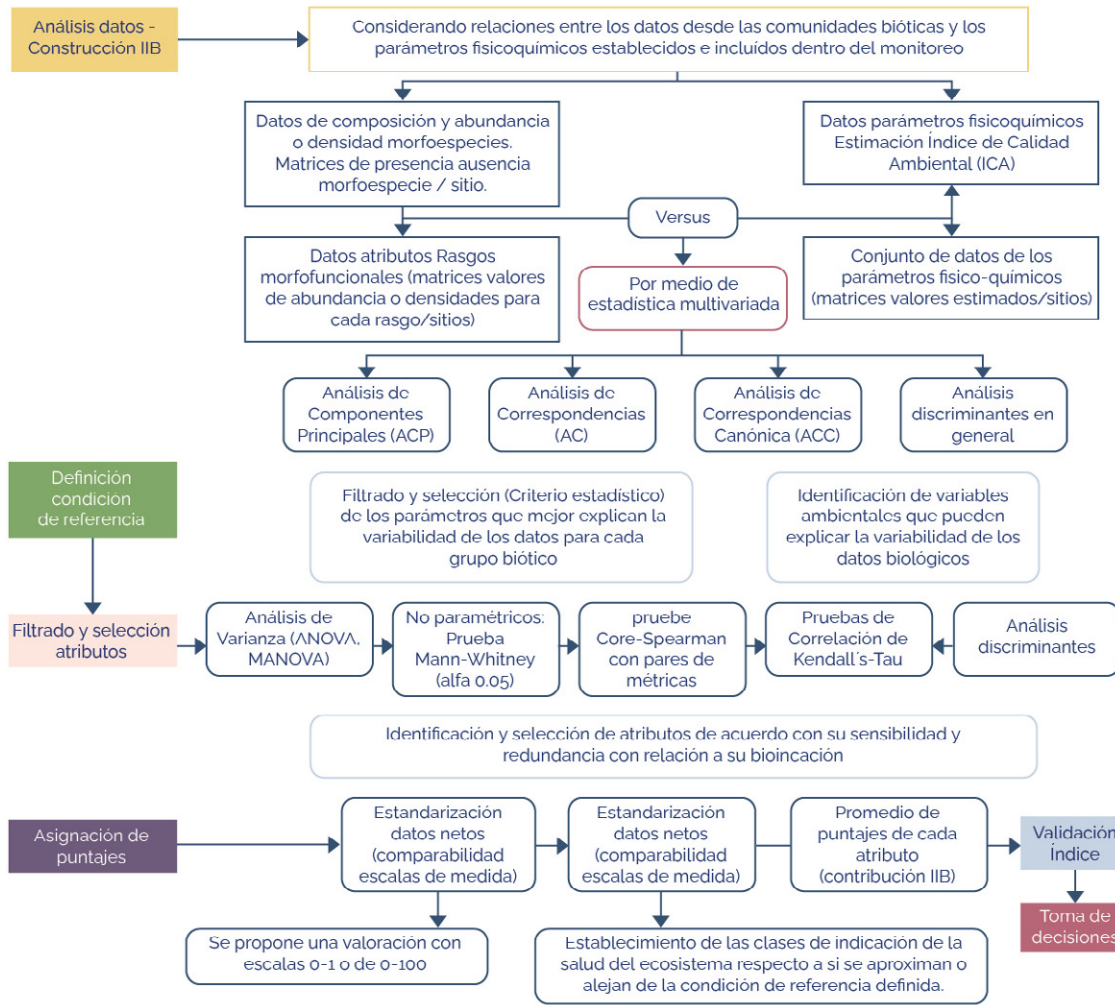 Análisis datos -
Construcción IIB
Considerando relaciones entre los datos desde las comunidades bióticas y los
parámetros fisicoquímicos establecidos e incluídos dentro del monitoreo
Datos de composición y abundancia
o densidad morfoespecies.
Matrices de presencia ausencia
morfoespecie / sitio.
Datos parámetros fisicoquímicos
Estimación Índice de Calidad
Ambiental (ICA)
Versus
Datos atributos Rasgos
morfofuncionales (matrices valores
de abundancia o densidades para
cada rasgo/sitios)
Por medio de
estadística multivariada
Conjunto de datos de los
parámetros fisico-químicos
(matrices valores estimados/sitios)
Análisis de
Componentes
Principales (ACP)
Análisis de
Correspondencias
(AC)
Análisis de
Correspondencias
Canónica (ACC)
Análisis
discriminantes en
general
Definición
condición
de referencia
Filtrado y selección (Criterio estadístico)
de los parámetros que mejor explican la
variabilidad de los datos para cada
grupo biótico
Identificación de variables
ambientales que pueden
explicar la variabilidad de los
datos biológicos
Filtrado y selección
atributos
Análisis de
Varianza (ANOVA,
MANOVA)
No paramétricos:
Prueba
Mann-Whitney
(alfa 0.05)
pruebe
Core-Spearman
con pares de
métricas
Pruebas de
Correlación de
Kendall´s-Tau
Análisis
discriminantes
Identificación y selección de atributos de acuerdo con su sensibilidad y
redundancia con relación a su bioincación
Asignación de
puntajes
Estandarización
datos netos
(comparabilidad
escalas de medida)
Estandarización
datos netos
(comparabilidad
escalas de medida)
Promedio de
puntajes de cada
atributo
(contribución IIB)
Validación
Índice
Se propone una valoración con
escalas 0-1 o de 0-100
Establecimiento de las clases de indicación de la
salud del ecosistema respecto a si se aproximan o
alejan de la condición de referencia definida.
Toma de
decisiones